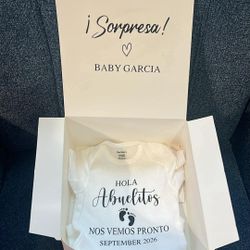 ¡Sorpresa!
BABY GARCIA
HOLA
Abuelitos
NOS VEMOS PRONTO
SEPTEMBER 2026